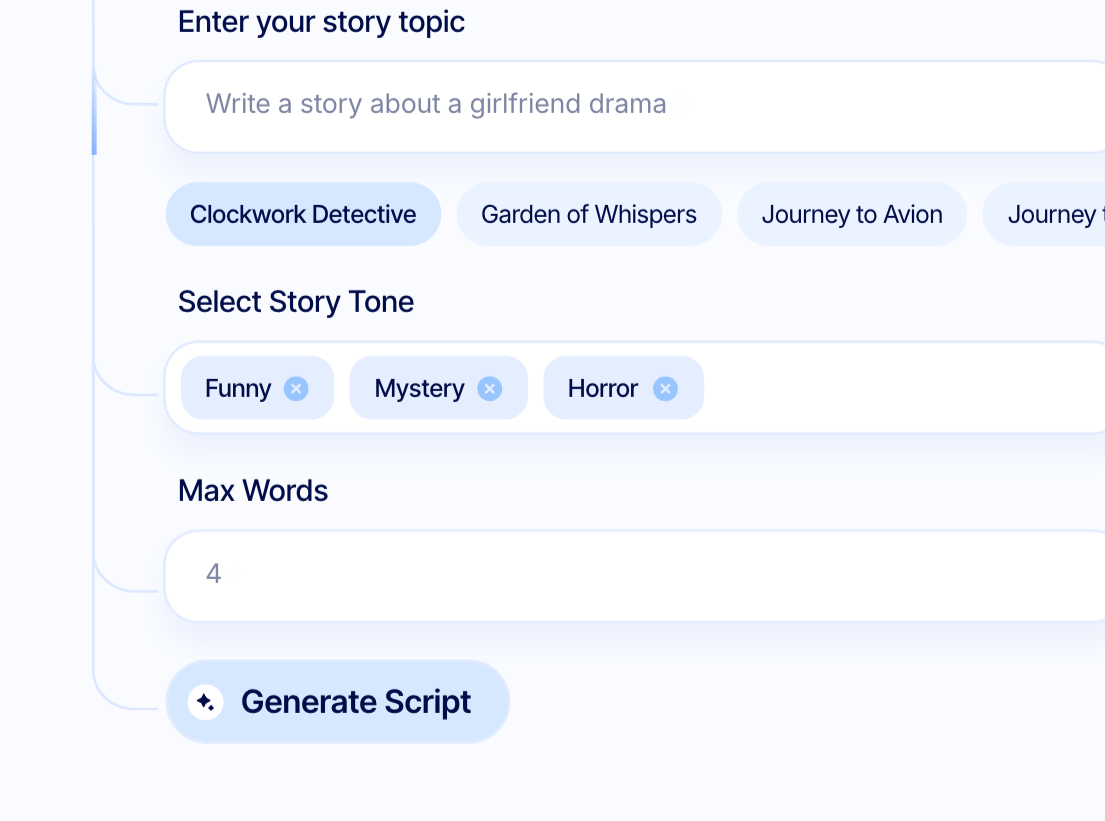 Enter your story topic
Write a story about a girlfriend drama
Clockwork Detective Garden of Whispers Journey to Avion Journey
Select Story Tone
Funny Mystery Horror
Max Words
4
Generate Script